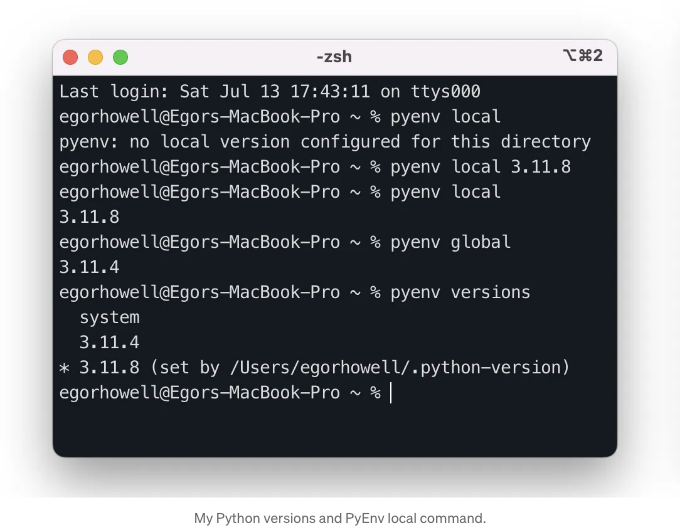 -zsh
⌥⌘2
Last login: Sat Jul 13 17:43:11 on ttys000
egorhowell@Egors-MacBook-Pro ~ % pyenv local
pyenv: no local version configured for this directory
egorhowell@Egors-MacBook-Pro ~ % pyenv local 3.11.8
egorhowell@Egors-MacBook-Pro ~ % pyenv local
3.11.8
egorhowell@Egors-MacBook-Pro ~ % pyenv global
3.11.4
egorhowell@Egors-MacBook-Pro ~ % pyenv versions
  system
  3.11.4
* 3.11.8 (set by /Users/egorhowell/.python-version)
egorhowell@Egors-MacBook-Pro ~ %
My Python versions and PyEnv local command.